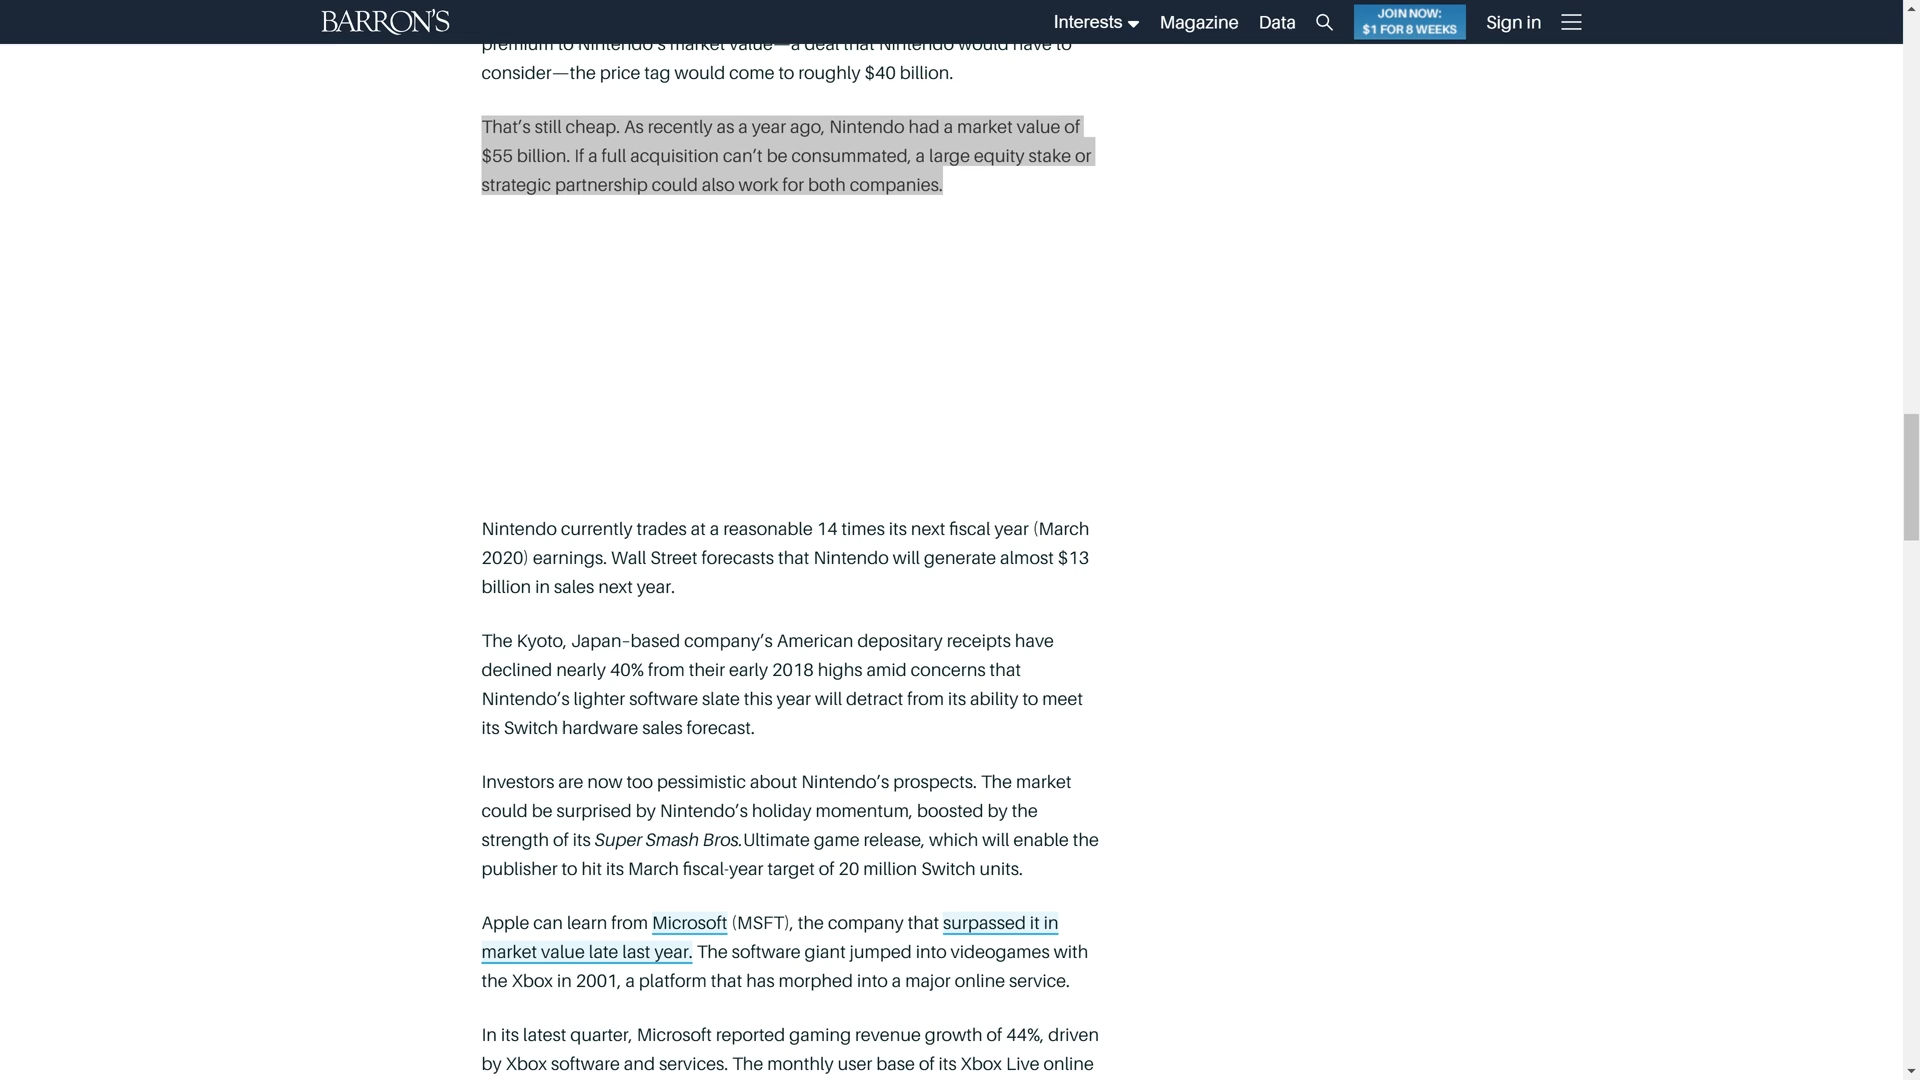 BARRON'S
Interests
Magazine
Data
JOIN NOW:
$1 FOR 8 WEEKS
Sign in
premium to Nintendo's market value—a deal that Nintendo would have to
consider—the price tag would come to roughly $40 billion.
That's still cheap. As recently as a year ago, Nintendo had a market value of
$55 billion. If a full acquisition can't be consummated, a large equity stake or
strategic partnership could also work for both companies.
Nintendo currently trades at a reasonable 14 times its next fiscal year (March
2020) earnings. Wall Street forecasts that Nintendo will generate almost $13
billion in sales next year.
The Kyoto, Japan–based company's American depositary receipts have
declined nearly 40% from their early 2018 highs amid concerns that
Nintendo's lighter software slate this year will detract from its ability to meet
its Switch hardware sales forecast.
Investors are now too pessimistic about Nintendo's prospects. The market
could be surprised by Nintendo's holiday momentum, boosted by the
strength of its Super Smash Bros.Ultimate game release, which will enable the
publisher to hit its March fiscal-year target of 20 million Switch units.
Apple can learn from Microsoft (MSFT), the company that surpassed it in
market value late last year. The software giant jumped into videogames with
the Xbox in 2001, a platform that has morphed into a major online service.
In its latest quarter, Microsoft reported gaming revenue growth of 44%, driven
by Xbox software and services. The monthly user base of its Xbox Live online